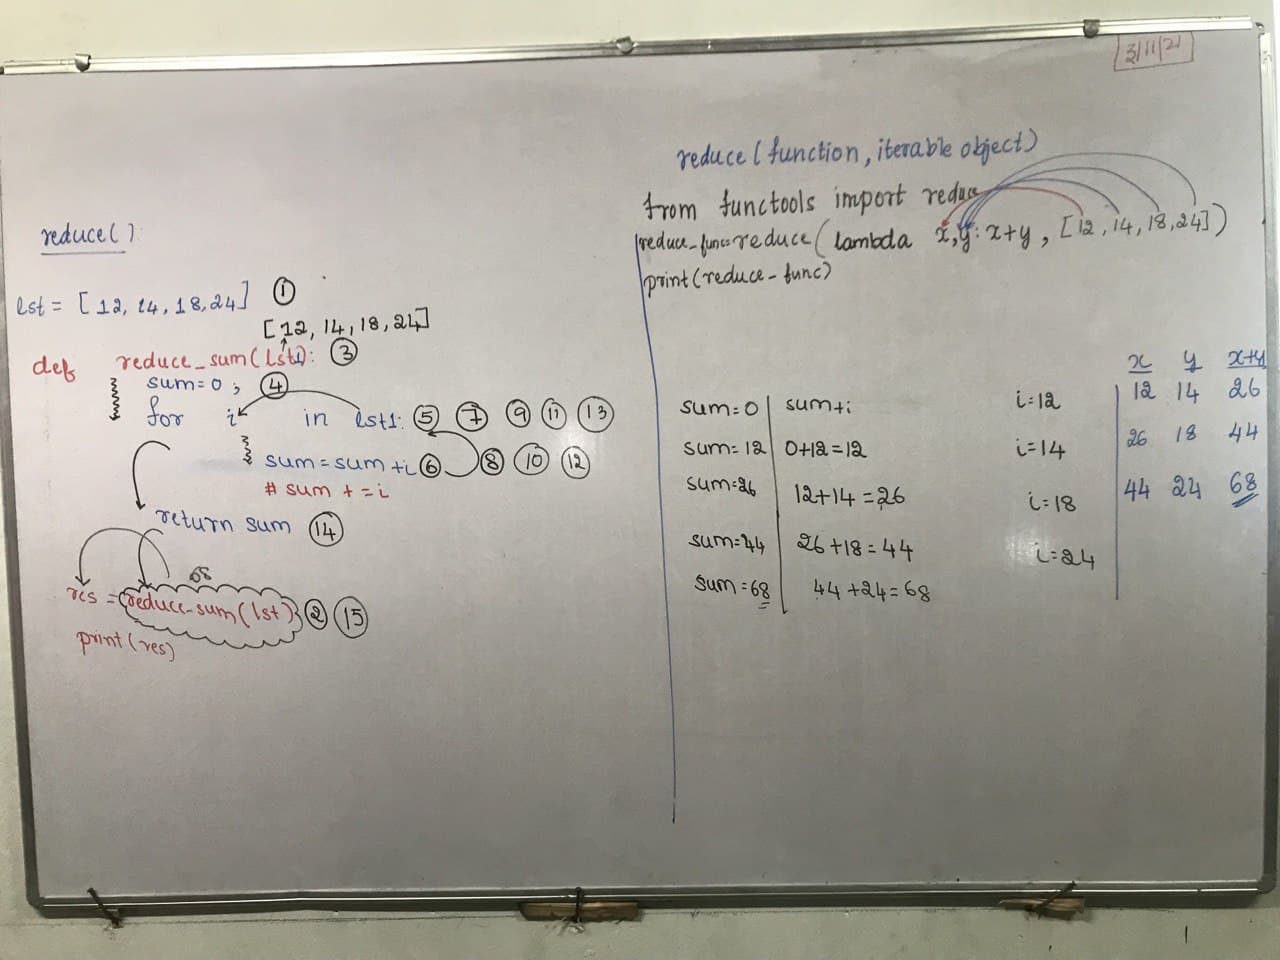 3/11/21
reduce():
lst = [12, 14, 18, 24] ①
[12, 14, 18, 24]
def reduce_sum(lst1): ③
sum=0; ④
for i in lst1: ⑤ ⑦ ⑨ ⑪ ⑬
sum=sum+i ⑥ ⑧ ⑩ ⑫
# sum + = i
return sum ⑭
68
res = reduce-sum(lst) ② ⑮
print(res)
reduce(function, iterable object)
from functools import reduce
reduce_func=reduce(lambda x,y: x+y, [12, 14, 18, 24])
print(reduce-func)
sum=0 sum+i i=12
sum=12 0+12=12 i=14
sum=26 12+14=26 i=18
sum=44 26+18=44 i=24
sum=68 44+24=68
x y x+y
12 14 26
26 18 44
44 24 68